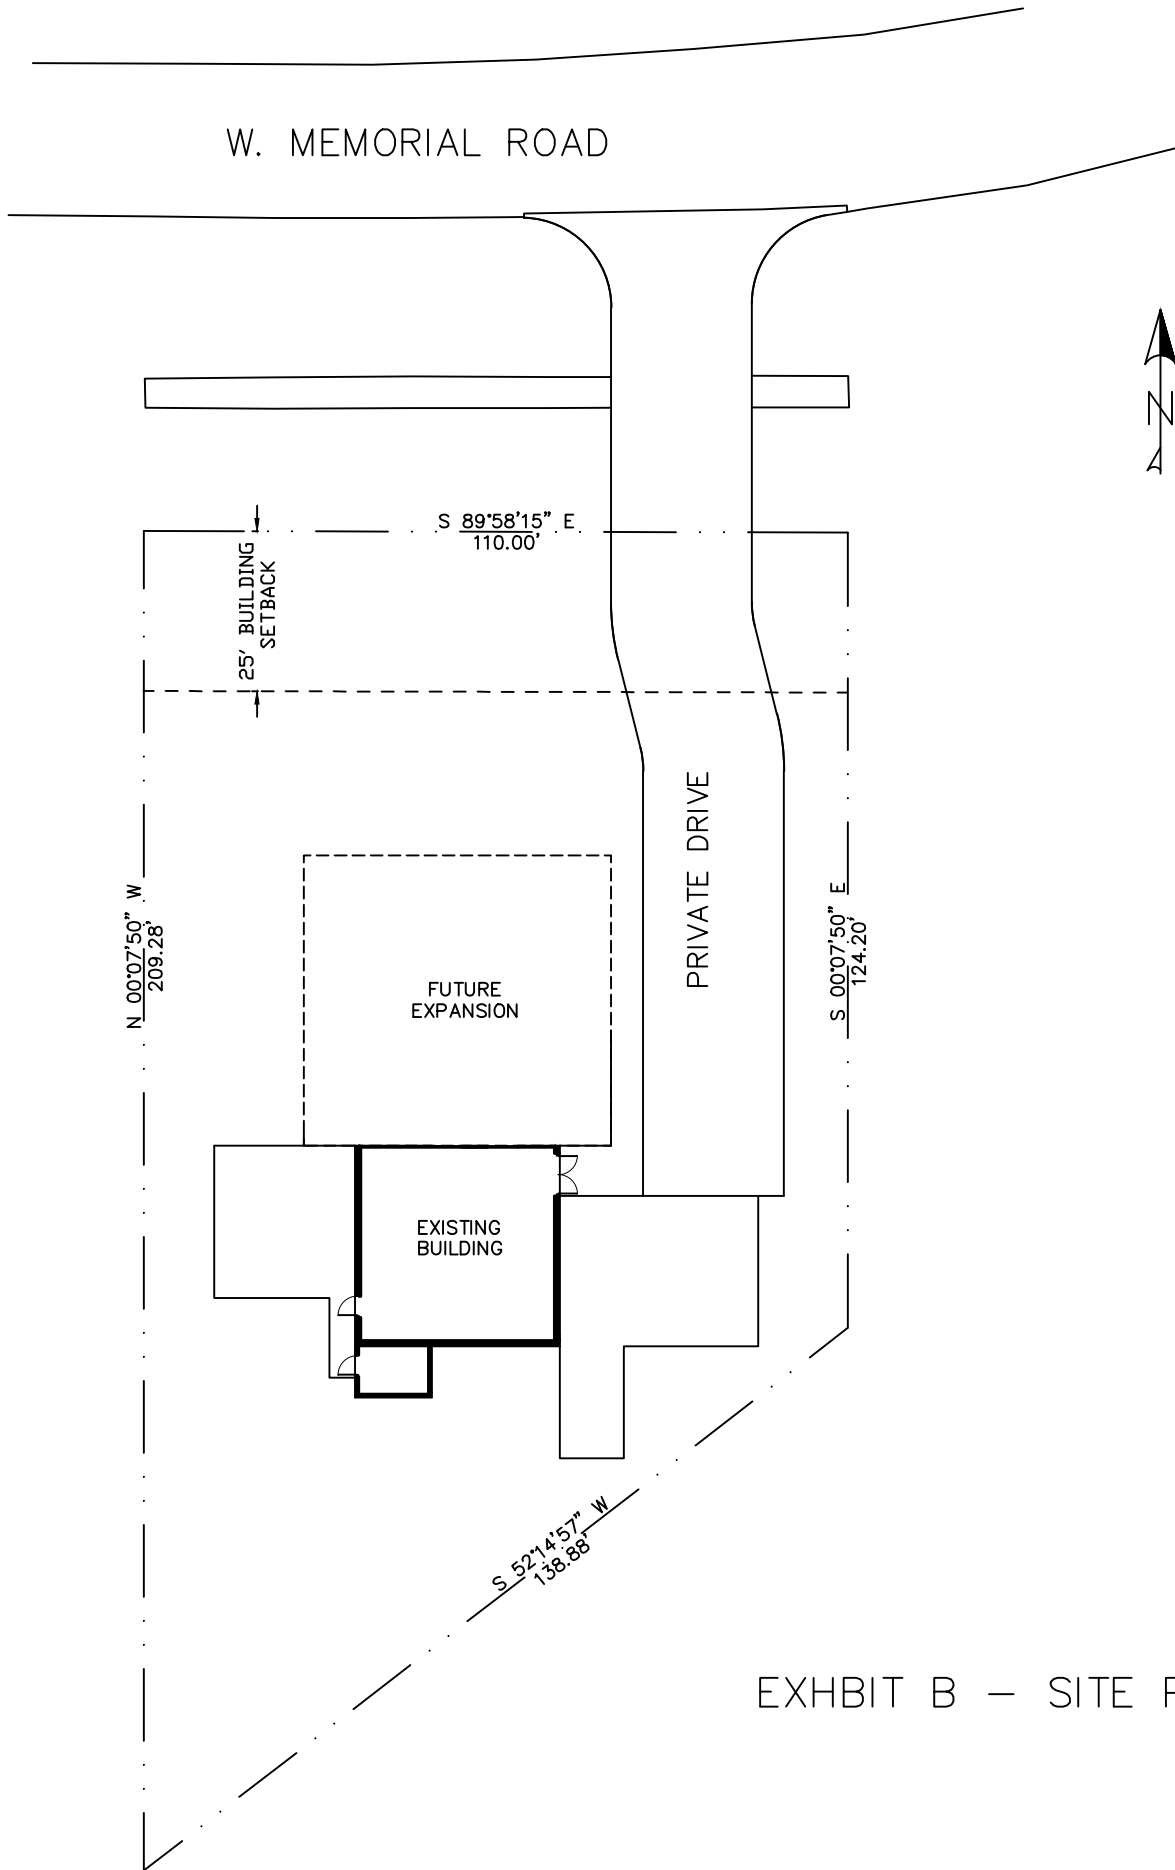 W. MEMORIAL ROAD
N
S 89°58'15" E
110.00'
25' BUILDING
SETBACK
PRIVATE DRIVE
N 00°07'50" W
209.28'
S 00°07'50" E
124.20'
FUTURE
EXPANSION
EXISTING
BUILDING
S 52°14'57" W
138.88'
EXHBIT B – SITE